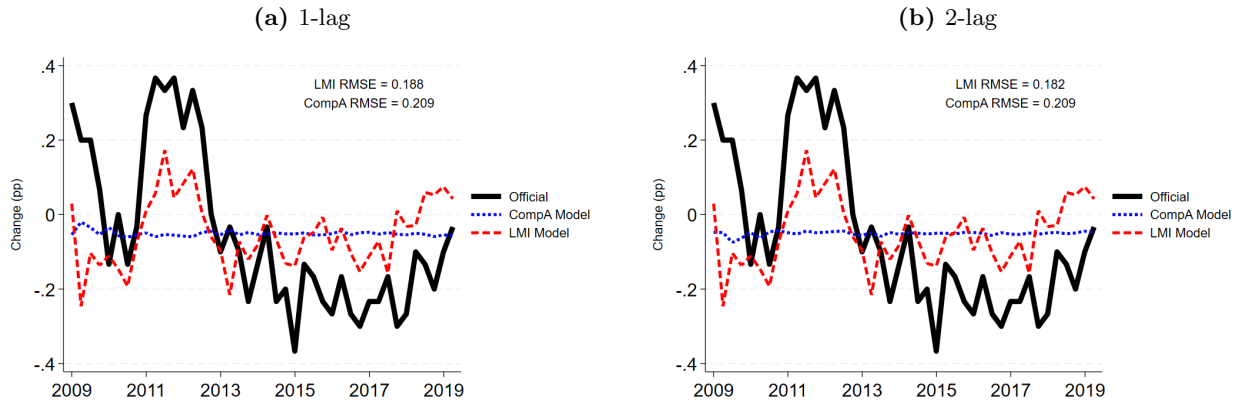 (a) 1-lag
.4
.2
0
-.2
-.4
Change (pp)
2009
2011
2013
2015
2017
2019
LMI RMSE = 0.188
CompA RMSE = 0.209
Official
CompA Model
LMI Model
(b) 2-lag
.4
.2
0
-.2
-.4
Change (pp)
2009
2011
2013
2015
2017
2019
LMI RMSE = 0.182
CompA RMSE = 0.209
Official
CompA Model
LMI Model